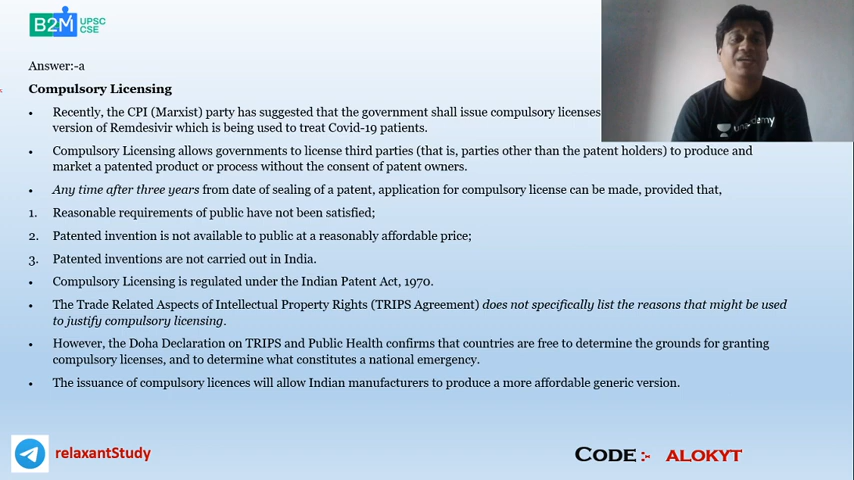 B2M UPSC
CSE
Answer:-a
Compulsory Licensing
• Recently, the CPI (Marxist) party has suggested that the government shall issue compulsory licenses
version of Remdesivir which is being used to treat Covid-19 patients.
• Compulsory Licensing allows governments to license third parties (that is, parties other than the patent holders) to produce and
market a patented product or process without the consent of patent owners.
• Any time after three years from date of sealing of a patent, application for compulsory license can be made, provided that,
1. Reasonable requirements of public have not been satisfied;
2. Patented invention is not available to public at a reasonably affordable price;
3. Patented inventions are not carried out in India.
• Compulsory Licensing is regulated under the Indian Patent Act, 1970.
• The Trade Related Aspects of Intellectual Property Rights (TRIPS Agreement) does not specifically list the reasons that might be used
to justify compulsory licensing.
• However, the Doha Declaration on TRIPS and Public Health confirms that countries are free to determine the grounds for granting
compulsory licenses, and to determine what constitutes a national emergency.
• The issuance of compulsory licences will allow Indian manufacturers to produce a more affordable generic version.
relaxantStudy
CODE :- ALOKYT